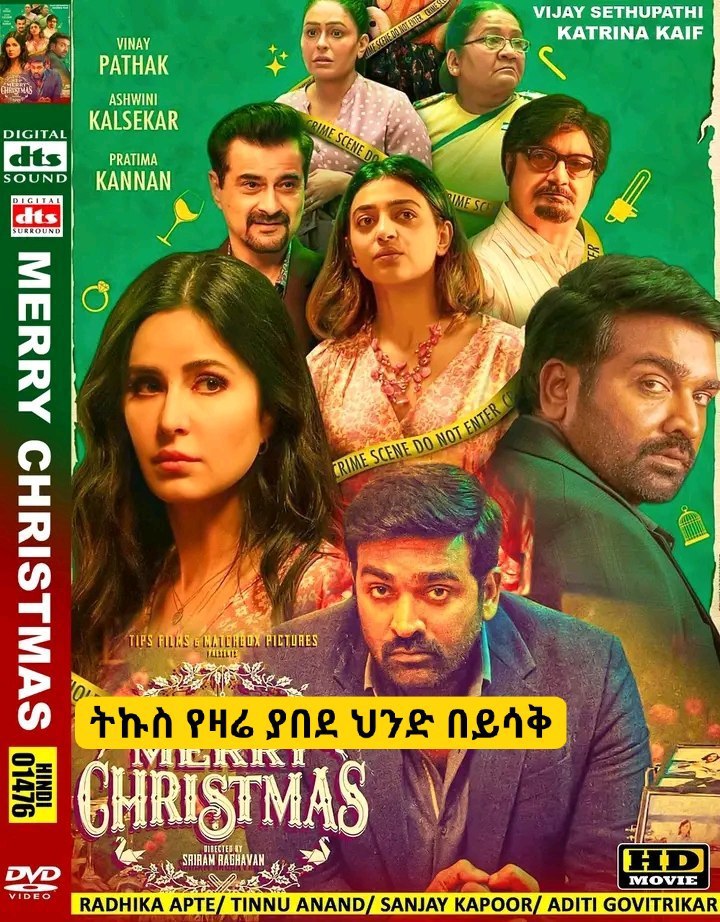 VIJAY SETHUPATHI
KATRINA KAIF
VINAY
PATHAK
ASHWINI
KALSEKAR
PRATIMA
KANNAN
DIGITAL
dts
SOUND
DIGITAL
dts
SURROUND
MERRY CHRISTMAS
HINDI
01476
DVD
VIDEO
CRIME SCENE DO
CRIME SCENE DO NOT ENTER
TIPS FILMS & MATCHBOX PICTURES
PRESENTS
ትኩስ የዛሬ ያበደ ህንድ በይሳቅ
MERRY
CHRISTMAS
DIRECTED BY
SRIRAM RAGHAVAN
HD
MOVIE
RADHIKA APTE/ TINNU ANAND/ SANJAY KAPOOR/ ADITI GOVITRIKAR